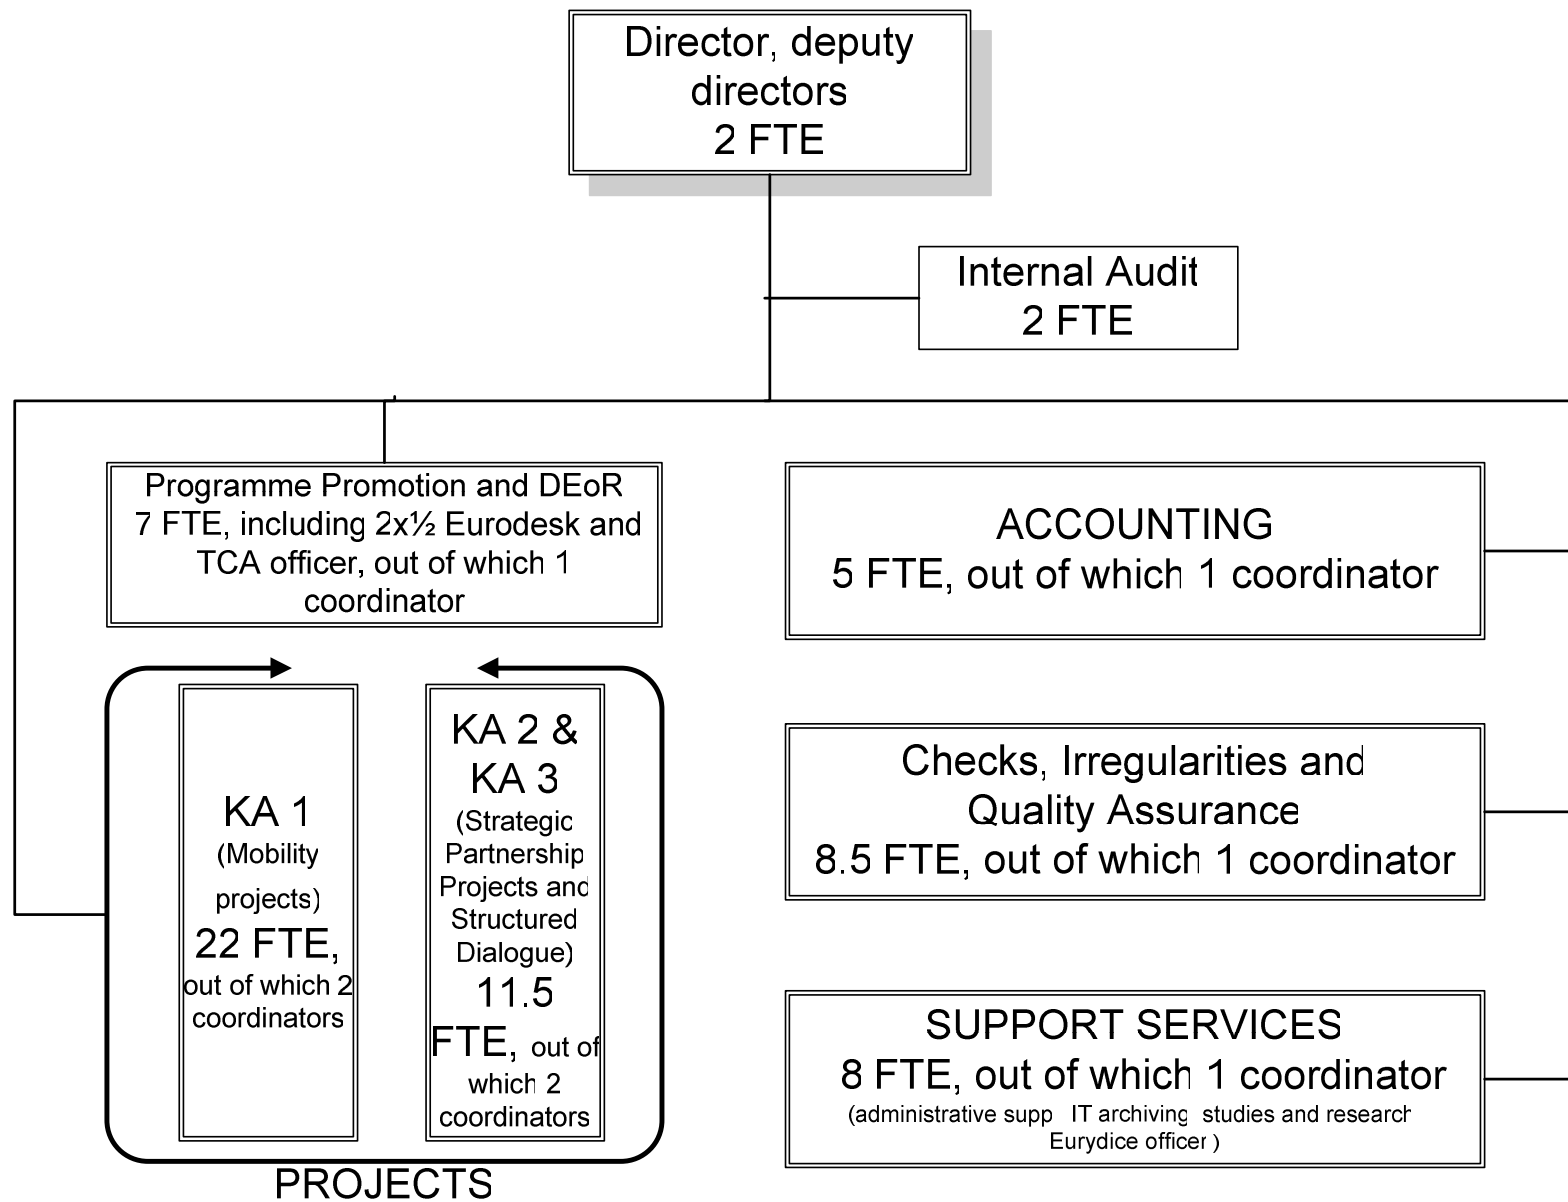 Director, deputy
directors
2 FTE
Internal Audit
2 FTE
Programme Promotion and DEoR
7 FTE, including 2x½ Eurodesk and
TCA officer, out of which 1
coordinator
ACCOUNTING
5 FTE, out of which 1 coordinator
KA 1
(Mobility
projects)
22 FTE,
out of which 2
coordinators
KA 2 &
KA 3
(Strategic
Partnership
Projects and
Structured
Dialogue)
11.5
FTE, out of
which 2
coordinators
PROJECTS
Checks, Irregularities and
Quality Assurance
8.5 FTE, out of which 1 coordinator
SUPPORT SERVICES
8 FTE, out of which 1 coordinator
(administrative supp IT archiving studies and research
Eurydice officer )